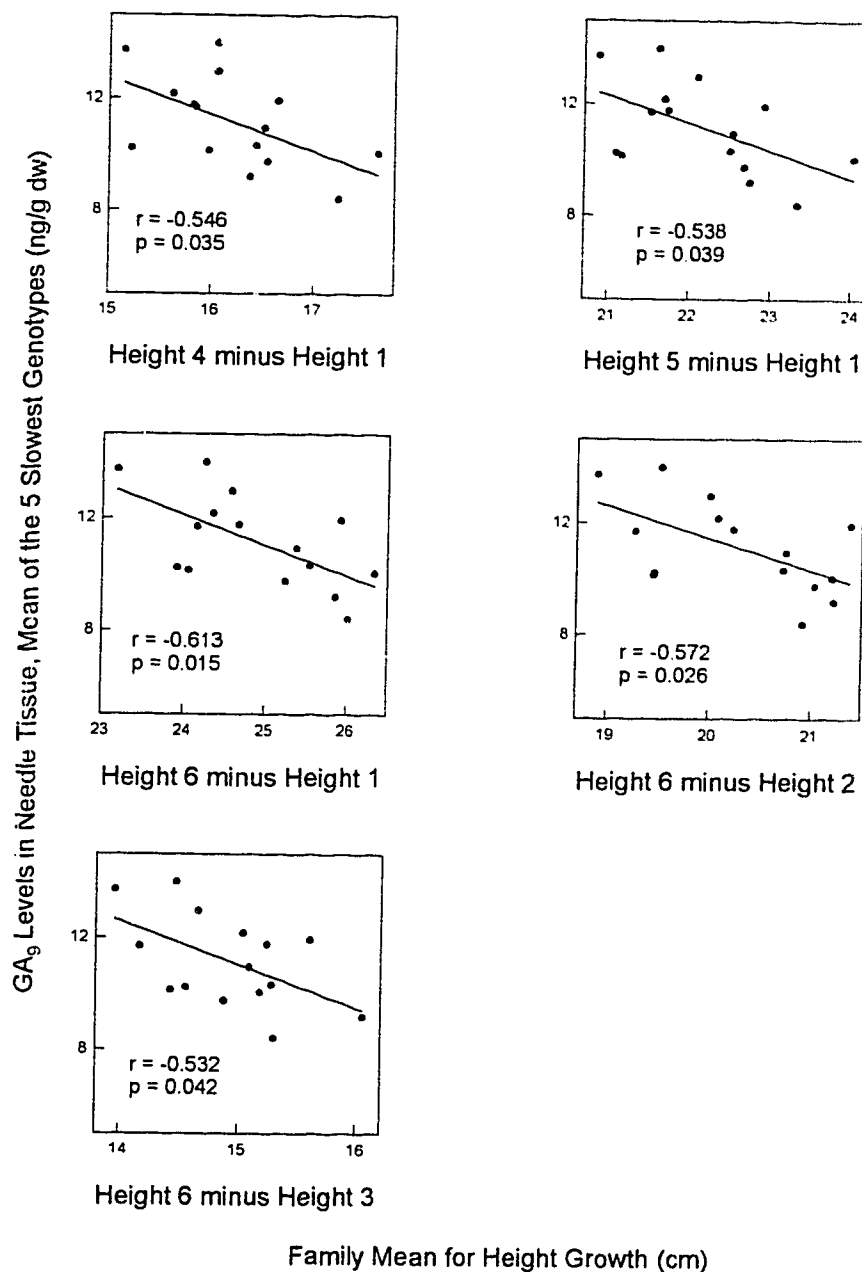 GA9 Levels in Needle Tissue, Mean of the 5 Slowest Genotypes (ng/g dw)
12
8
r = -0.546
p = 0.035
15 16 17
Height 4 minus Height 1
12
8
r = -0.538
p = 0.039
21 22 23 24
Height 5 minus Height 1
12
8
r = -0.613
p = 0.015
23 24 25 26
Height 6 minus Height 1
12
8
r = -0.572
p = 0.026
19 20 21
Height 6 minus Height 2
12
8
r = -0.532
p = 0.042
14 15 16
Height 6 minus Height 3
Family Mean for Height Growth (cm)